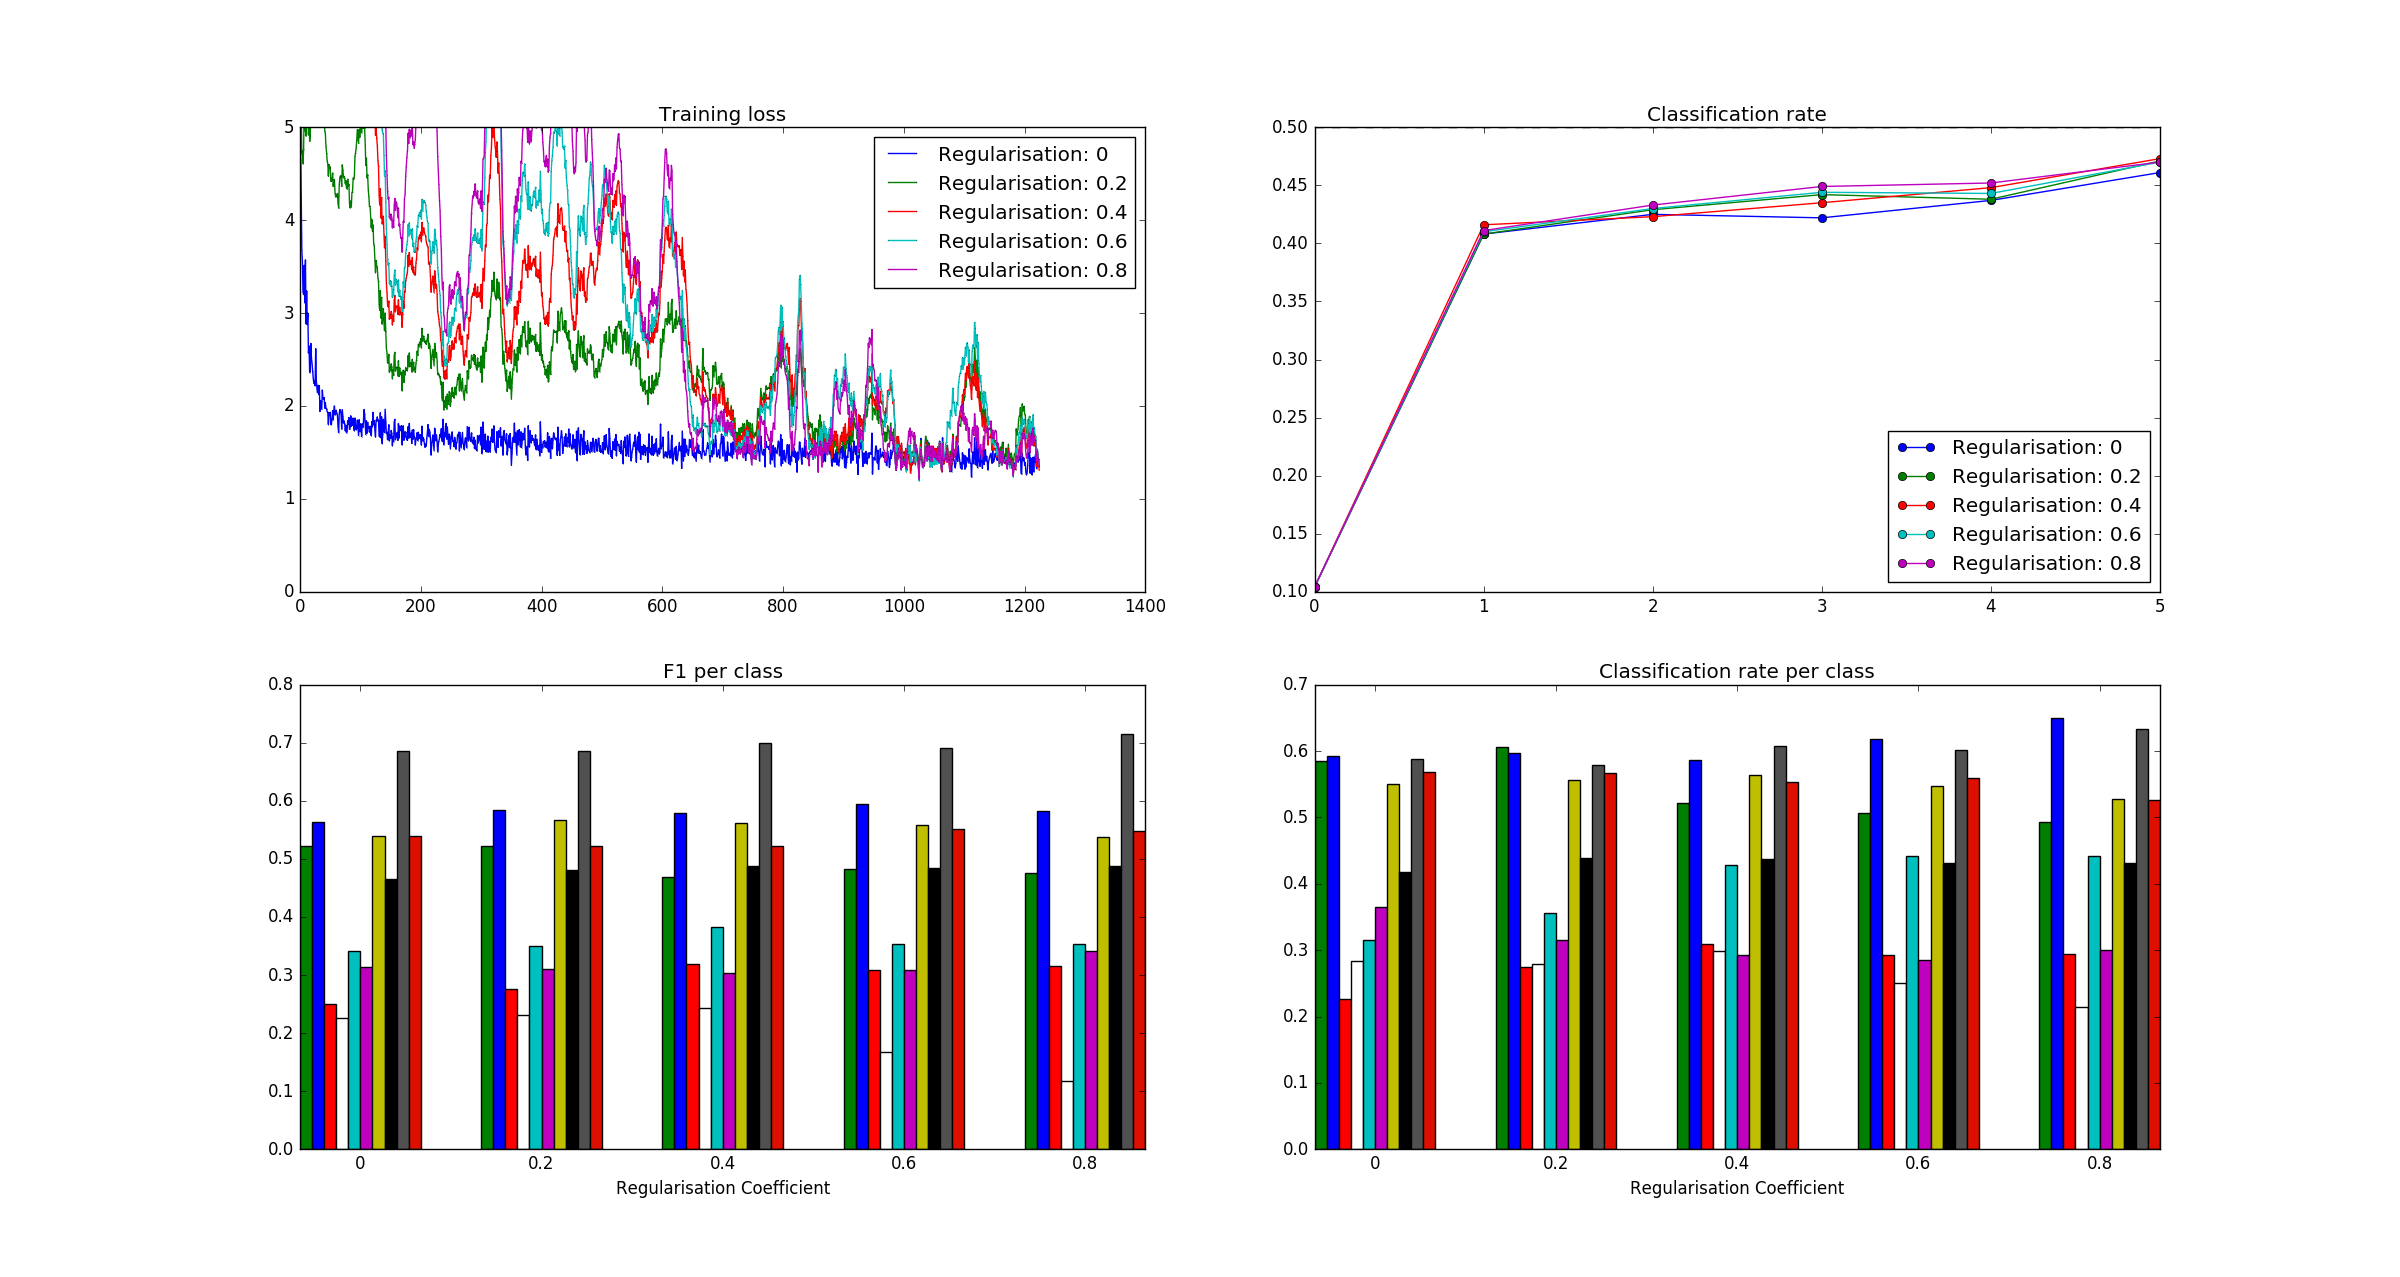 Training loss
5
4
3
2
1
0
0 200 400 600 800 1000 1200 1400
Regularisation: 0
Regularisation: 0.2
Regularisation: 0.4
Regularisation: 0.6
Regularisation: 0.8
Classification rate
0.50
0.45
0.40
0.35
0.30
0.25
0.20
0.15
0.10
0 1 2 3 4 5
Regularisation: 0
Regularisation: 0.2
Regularisation: 0.4
Regularisation: 0.6
Regularisation: 0.8
F1 per class
0.8
0.7
0.6
0.5
0.4
0.3
0.2
0.1
0.0
0 0.2 0.4 0.6 0.8
Regularisation Coefficient
Classification rate per class
0.7
0.6
0.5
0.4
0.3
0.2
0.1
0.0
0 0.2 0.4 0.6 0.8
Regularisation Coefficient